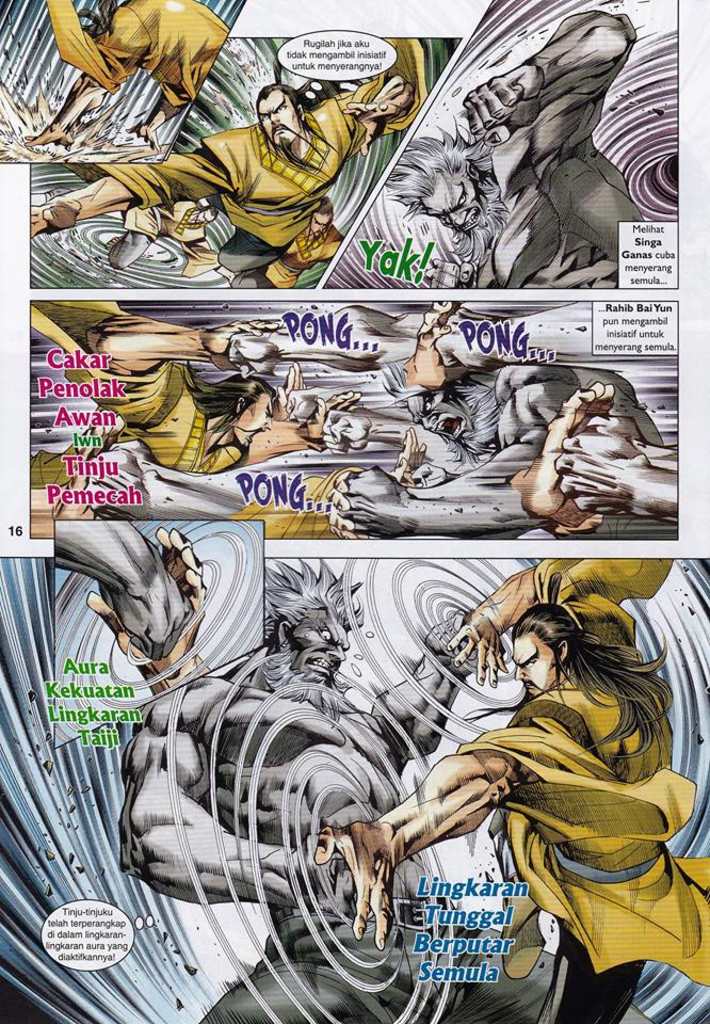 Rugilah jika aku
tidak mengambil inisiatif
untuk menyerangnya!
Yak!
Melihat
Singa
Ganas cuba
menyerang
semula...
...Rahib Bai Yun
pun mengambil
inisiatif untuk
menyerang semula.
PONG...
PONG...
Cakar
Penolak
Awan
lwn
Tinju
Pemecah
PONG...
16
Aura
Kekuatan
Lingkaran
Taiji
Lingkaran
Tunggal
Berputar
Semula
Tinju-tinjuku
telah terperangkap
di dalam lingkaran-
lingkaran aura yang
diaktifkannya!